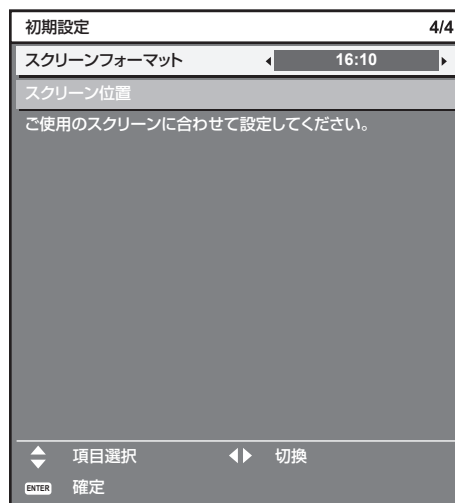 初期設定 4/4
スクリーンフォーマット 16:10
スクリーン位置
ご使用のスクリーンに合わせて設定してください。
項目選択 切換
ENTER 確定